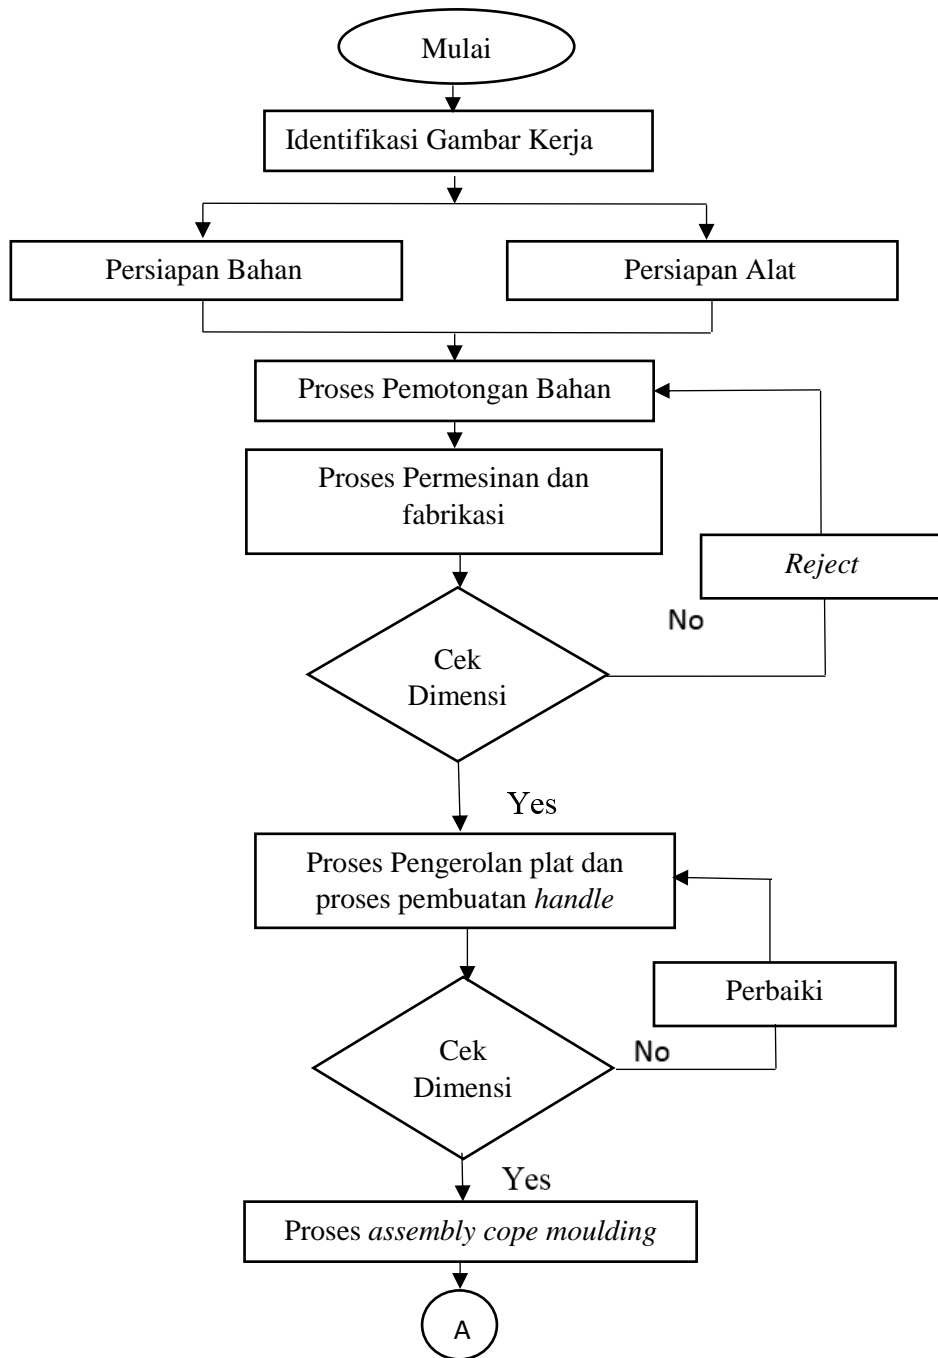 Mulai
Identifikasi Gambar Kerja
Persiapan Bahan
Persiapan Alat
Proses Pemotongan Bahan
Proses Permesinan dan
fabrikasi
Reject
No
Cek
Dimensi
Yes
Proses Pengerolan plat dan
proses pembuatan handle
Perbaiki
Cek
Dimensi
No
Yes
Proses assembly cope moulding
A